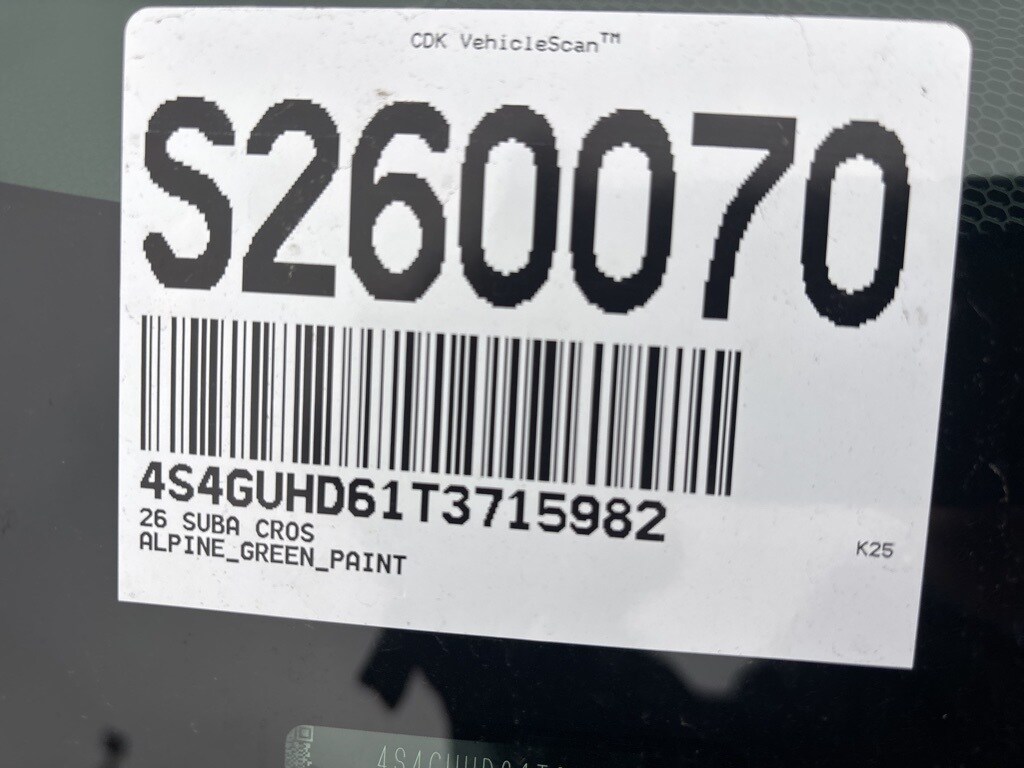 CDK VehicleScan™
S260070
4S4GUHD61T3715982
26 SUBA CROS
ALPINE_GREEN_PAINT
K25